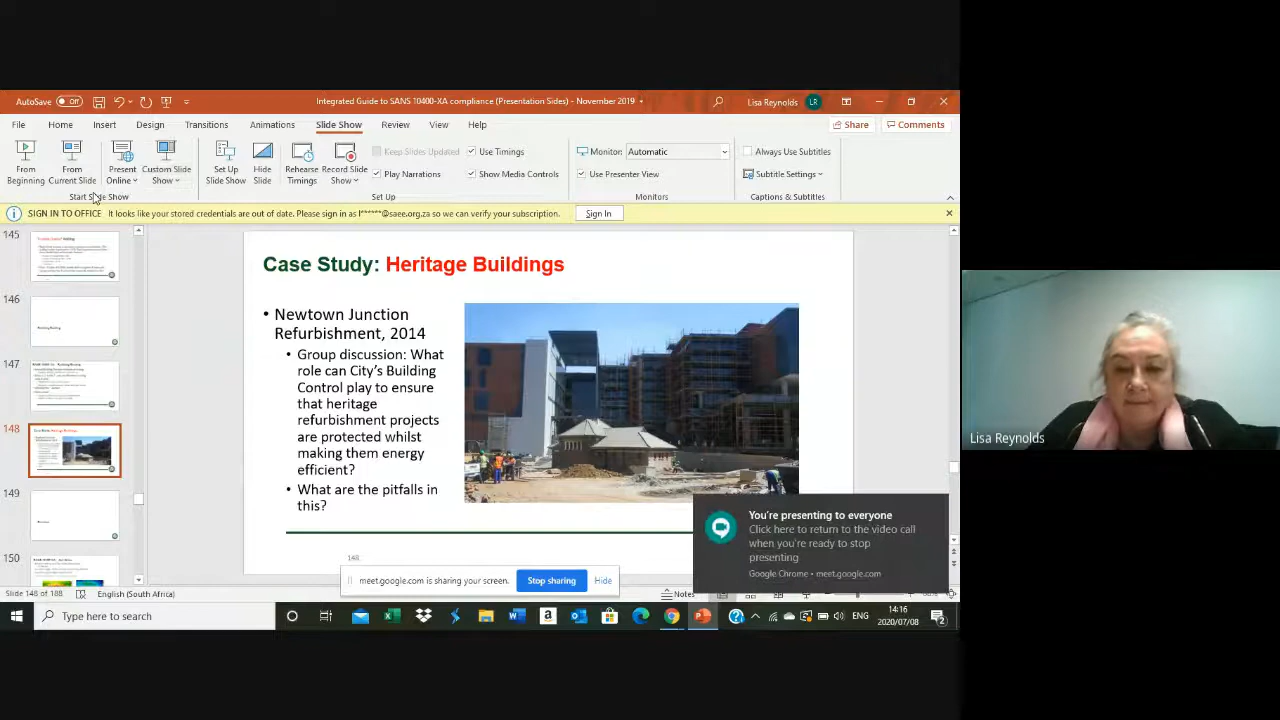 AutoSave Off
Integrated Guide to SANS 10400-XA compliance (Presentation Sides) - November 2019
Lisa Reynolds LR
File Home Insert Design Transitions Animations Slide Show Review View Help
Share Comments
From Beginning
From Current Slide
Present Online
Custom Slide Show
Set Up Slide Show
Hide Slide
Rehearse Timings
Record Slide Show
Keep Slides Updated
Play Narrations
Use Timings
Show Media Controls
Monitor: Automatic
Use Presenter View
Always Use Subtitles
Subtitle Settings
Start Slide Show
Set Up
Monitors
Captions & Subtitles
SIGN IN TO OFFICE It looks like your stored credentials are out of date. Please sign in as l******@saee.org.za so we can verify your subscription. Sign In
145
146
147
148
149
150
Case Study: Heritage Buildings
• Newtown Junction
Refurbishment, 2014
• Group discussion: What
role can City's Building
Control play to ensure
that heritage
refurbishment projects
are protected whilst
making them energy
efficient?
• What are the pitfalls in
this?
148
You're presenting to everyone
Click here to return to the video call
when you're ready to stop
presenting
Google Chrome • meet.google.com
meet.google.com is sharing your screen. Stop sharing Hide
Slide 148 of 188 English (South Africa) Notes
Type here to search
ENG
14:16
2020/07/08
2
Lisa Reynolds